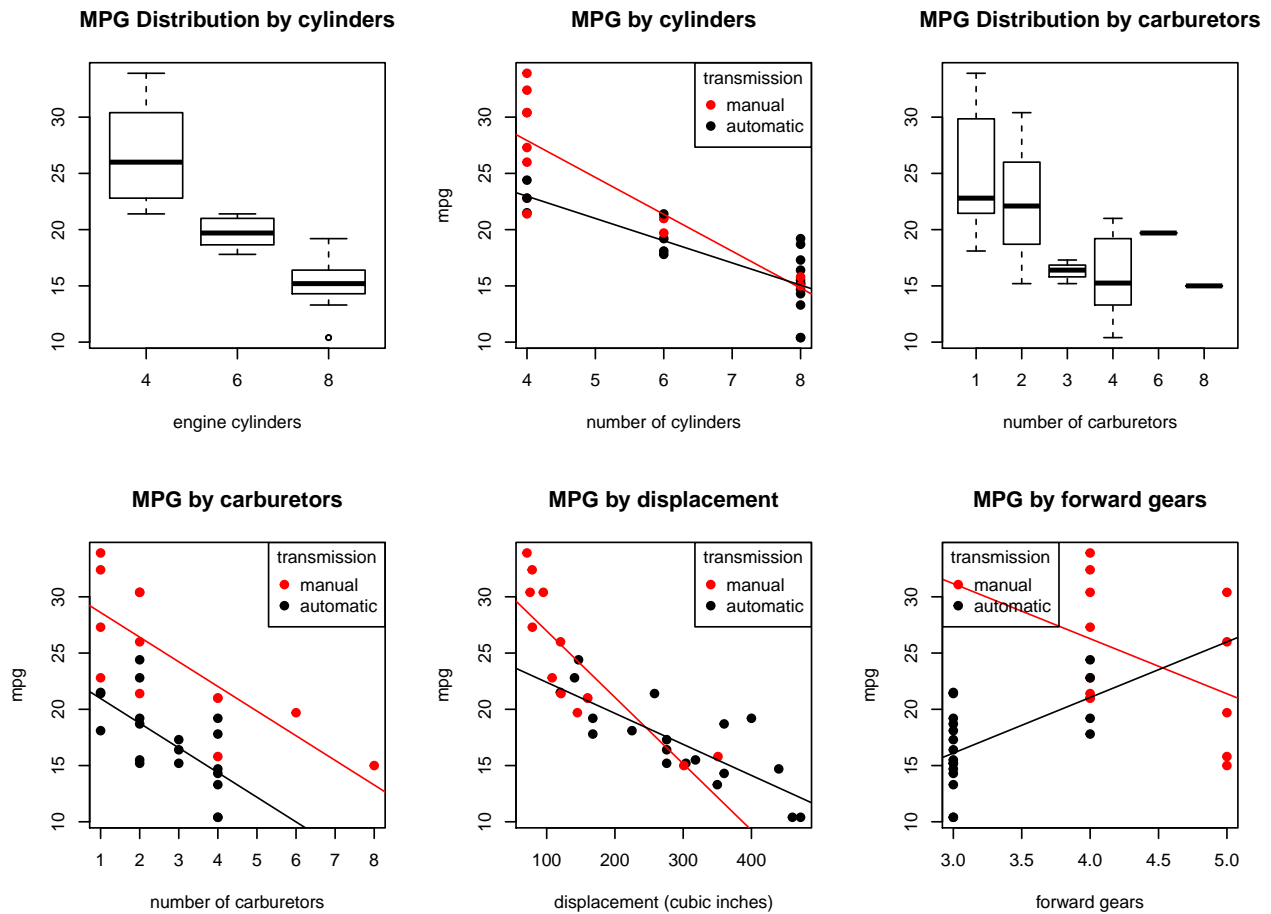 MPG Distribution by cylinders
10 15 20 25 30
4 6 8
engine cylinders
MPG by cylinders
mpg
10 15 20 25 30
transmission
manual
automatic
4 5 6 7 8
number of cylinders
MPG Distribution by carburetors
10 15 20 25 30
1 2 3 4 6 8
number of carburetors
MPG by carburetors
mpg
10 15 20 25 30
transmission
manual
automatic
1 2 3 4 5 6 7 8
number of carburetors
MPG by displacement
mpg
10 15 20 25 30
transmission
manual
automatic
100 200 300 400
displacement (cubic inches)
MPG by forward gears
mpg
10 15 20 25 30
transmission
manual
automatic
3.0 3.5 4.0 4.5 5.0
forward gears